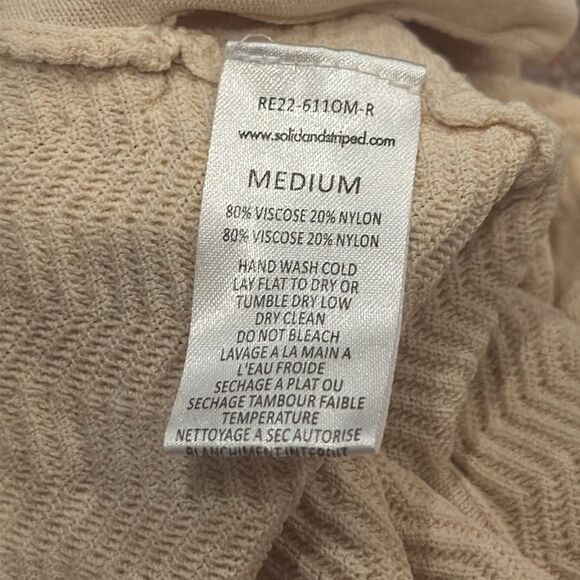 RE22-6110M-R
www.solidandstriped.com
MEDIUM
80% VISCOSE 20% NYLON
80% VISCOSE 20% NYLON
HAND WASH COLD
LAY FLAT TO DRY OR
TUMBLE DRY LOW
DRY CLEAN
DO NOT BLEACH
LAVAGE A LA MAIN A
L'EAU FROIDE
SECHAGE A PLAT OU
SECHAGE TAMBOUR FAIBLE
TEMPERATURE
NETTOYAGE A SEC AUTORISE
BLANCHIMENT INTERDIT